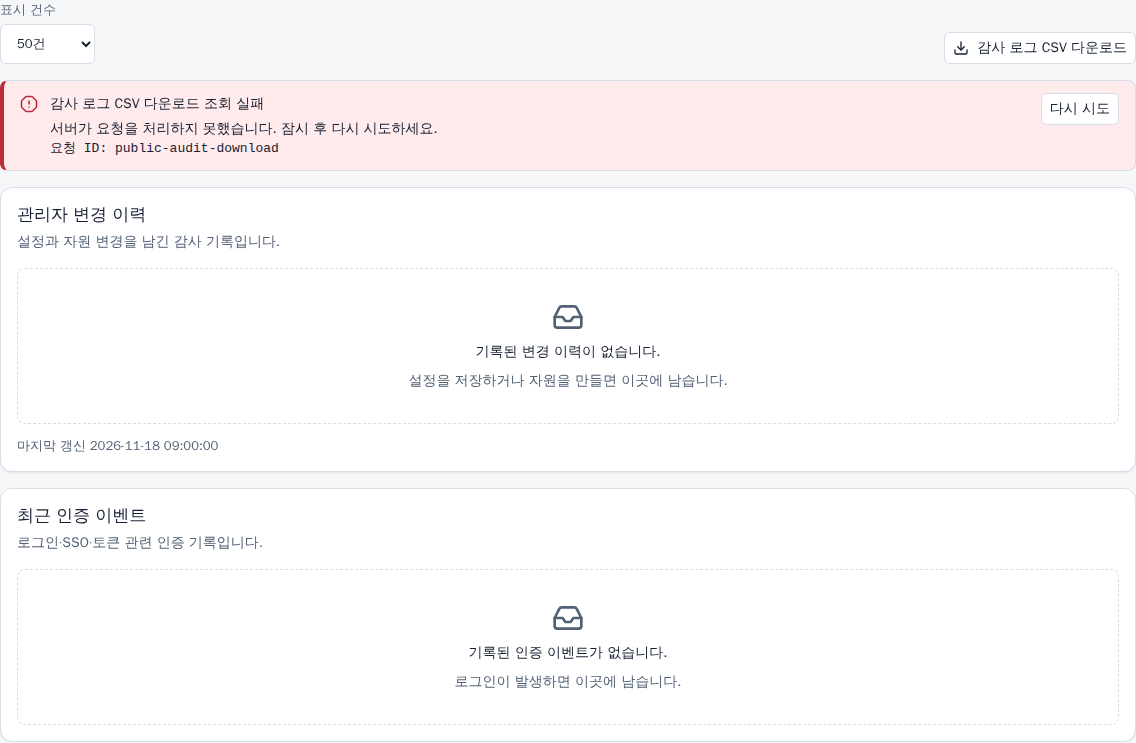 표시 건수
50건
감사 로그 CSV 다운로드
감사 로그 CSV 다운로드 조회 실패
서버가 요청을 처리하지 못했습니다. 잠시 후 다시 시도하세요.
요청 ID: public-audit-download
다시 시도
관리자 변경 이력
설정과 자원 변경을 남긴 감사 기록입니다.
기록된 변경 이력이 없습니다.
설정을 저장하거나 자원을 만들면 이곳에 남습니다.
마지막 갱신 2026-11-18 09:00:00
최근 인증 이벤트
로그인·SSO·토큰 관련 인증 기록입니다.
기록된 인증 이벤트가 없습니다.
로그인이 발생하면 이곳에 남습니다.